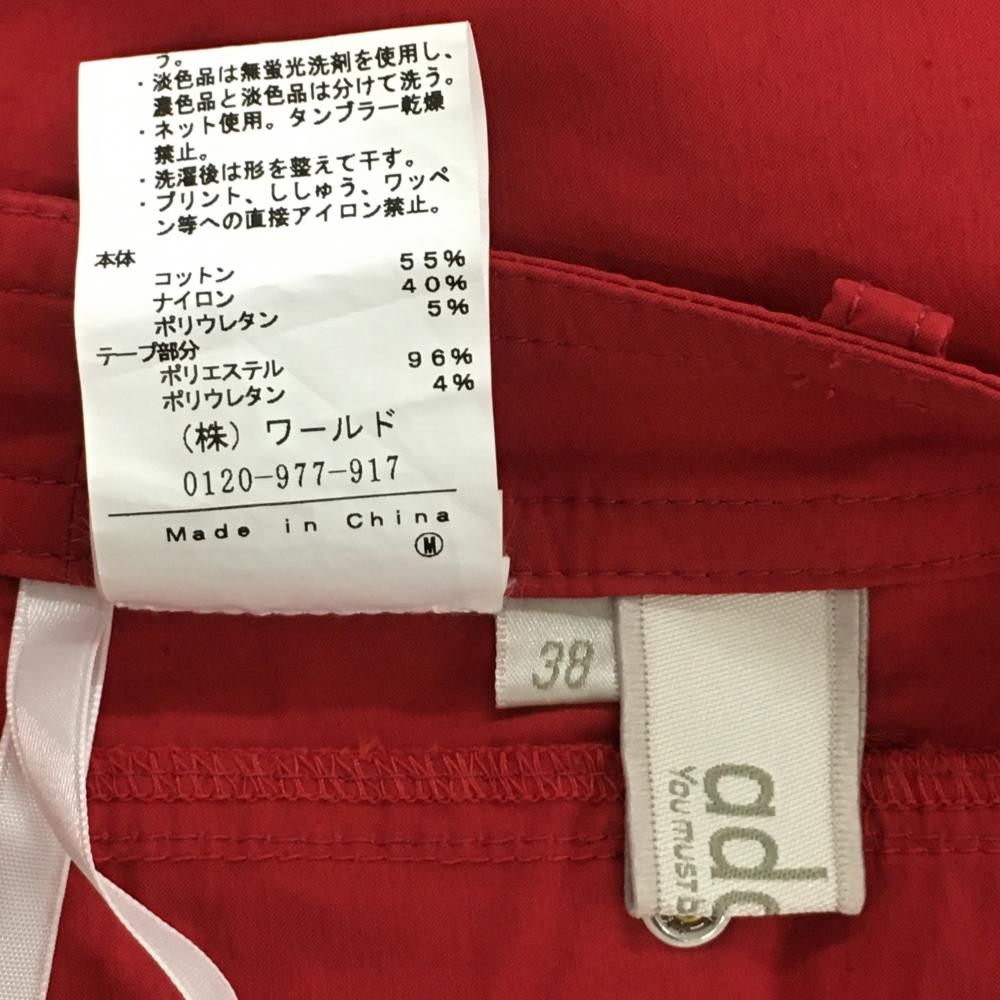 う。
・淡色品は無蛍光洗剤を使用し、
濃色品と淡色品は分けて洗う。
・ネット使用。タンブラー乾燥
禁止。
・洗濯後は形を整えて干す。
・プリント、ししゅう、ワッペ
ン等への直接アイロン禁止。
本体
コットン 55%
ナイロン 40%
ポリウレタン 5%
テープ部分
ポリエステル 96%
ポリウレタン 4%
(株) ワールド
0120-977-917
Made in China
M
38
ada
YouMUSTb